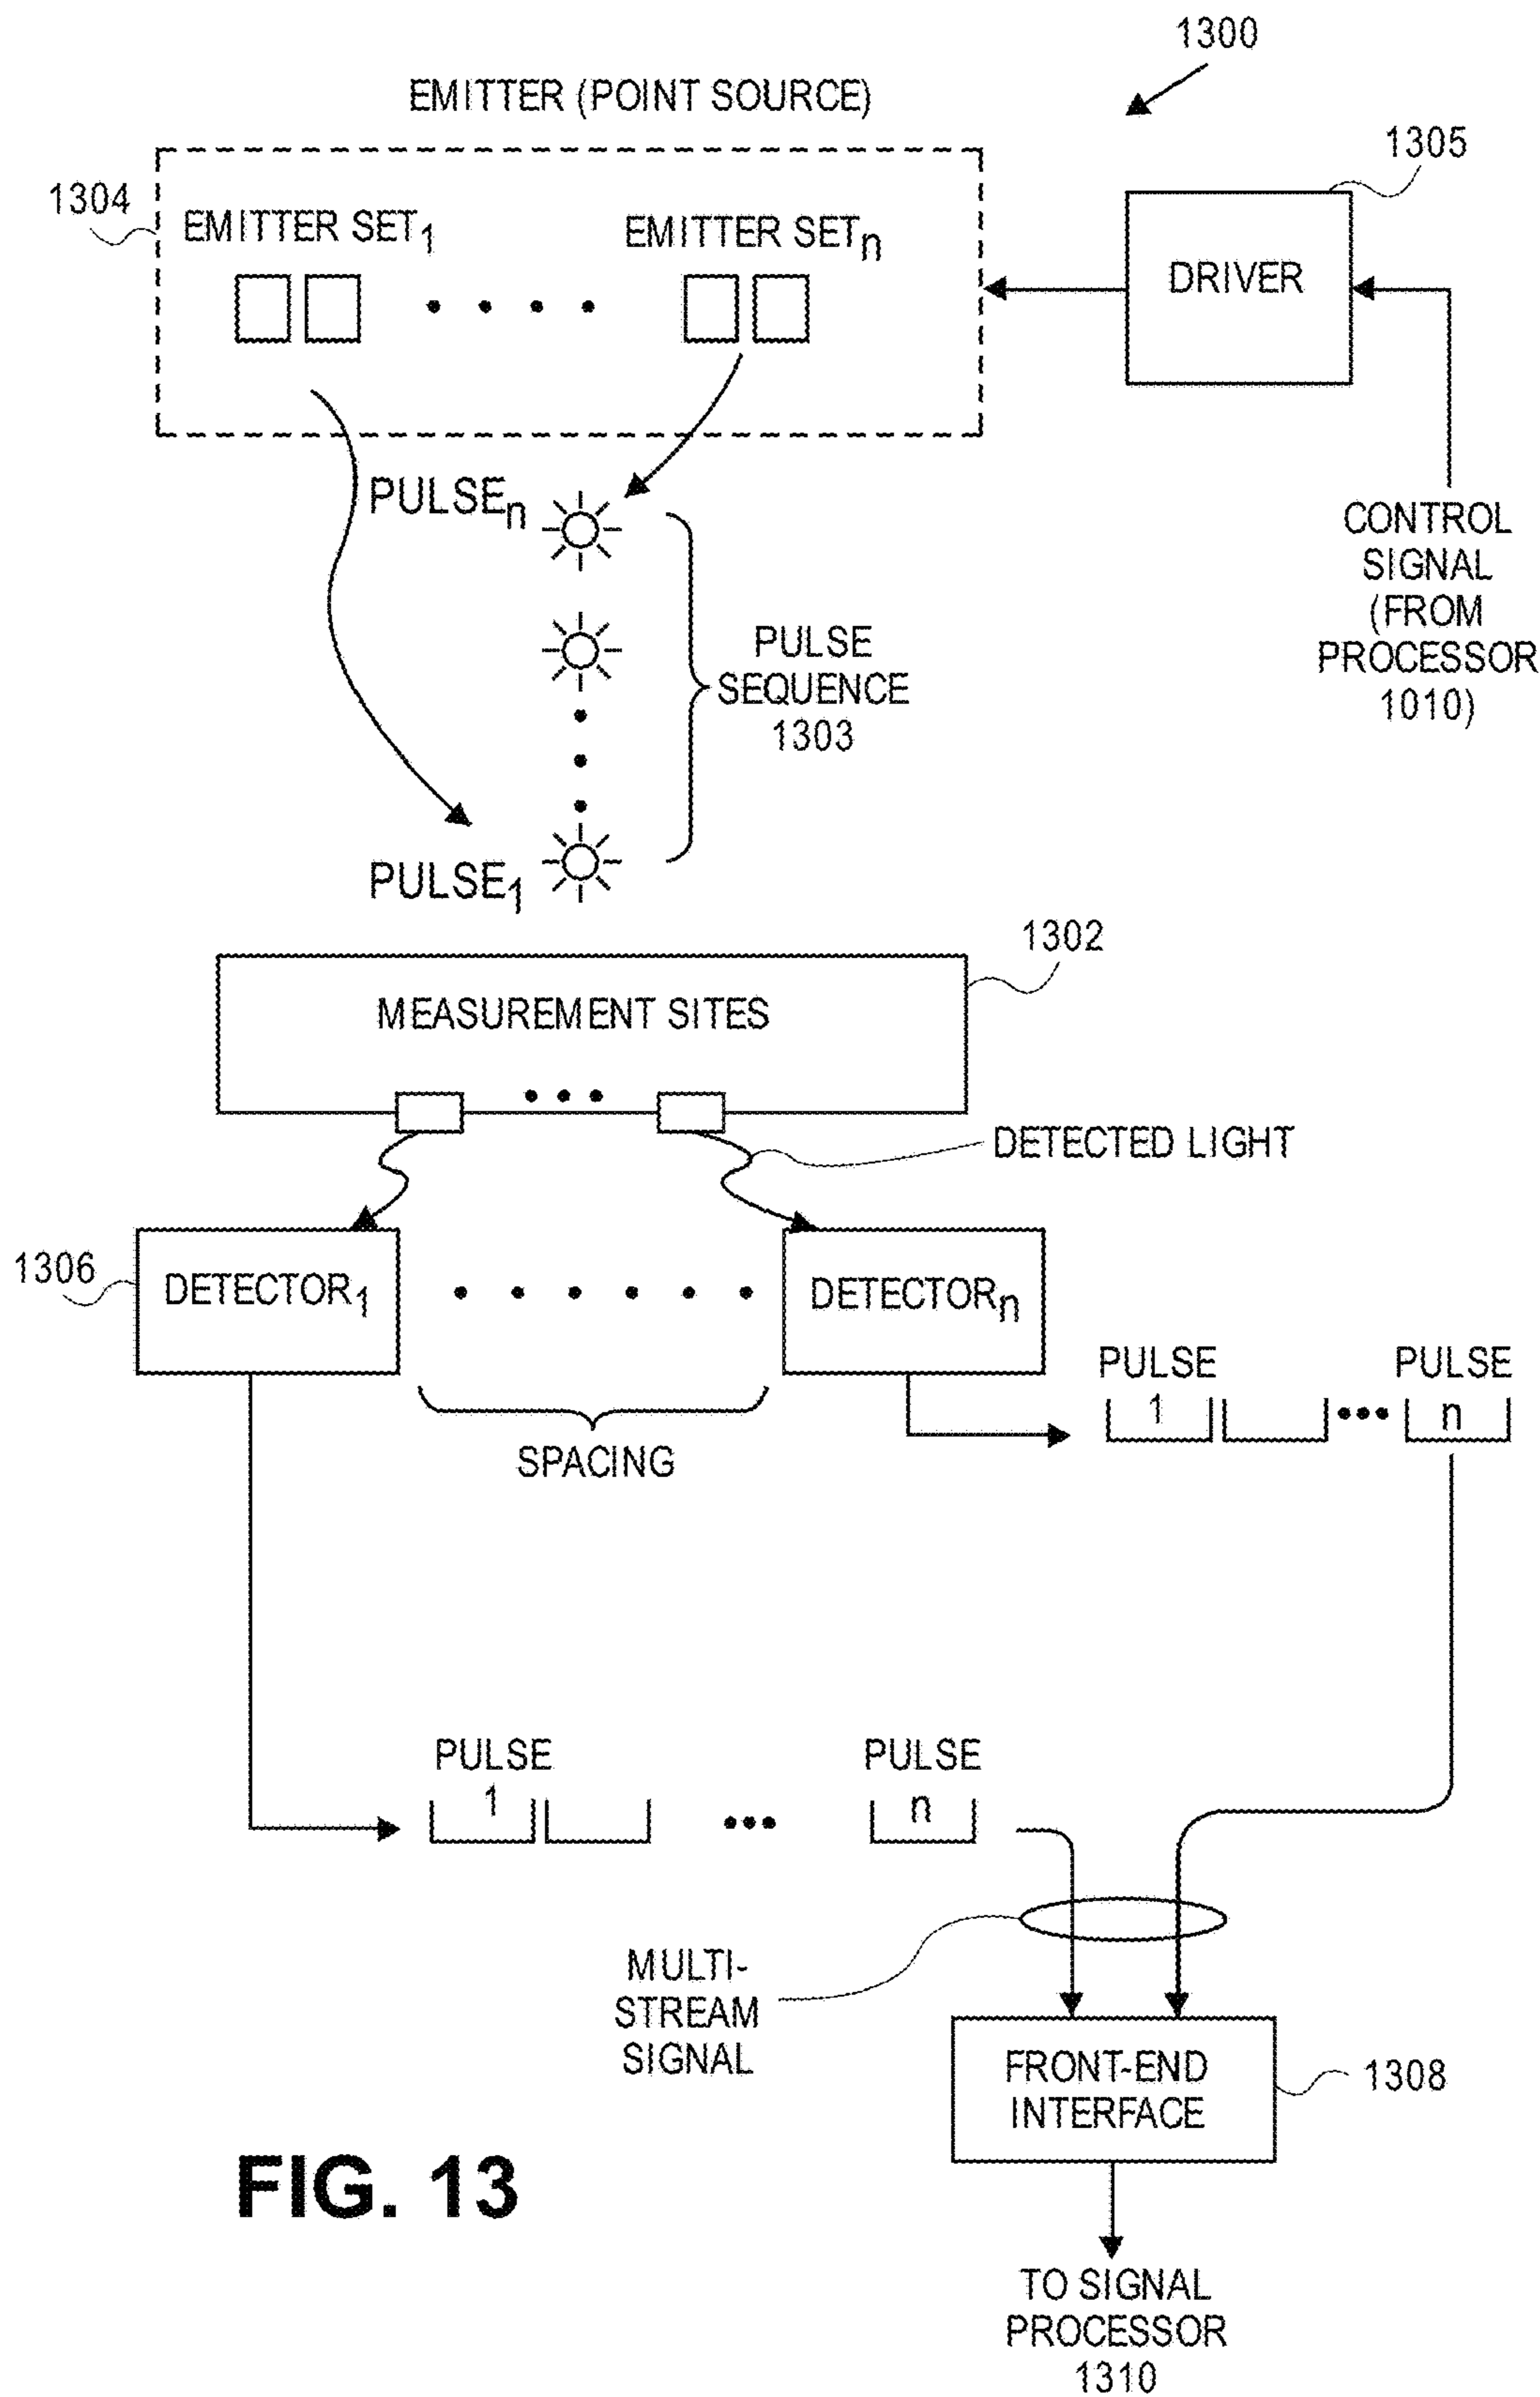 1300
EMITTER (POINT SOURCE)
1305
1304
EMITTER SET1
EMITTER SETn
DRIVER
PULSEn
CONTROL
SIGNAL
(FROM
PROCESSOR
1010)
PULSE
SEQUENCE
1303
PULSE1
1302
MEASUREMENT SITES
DETECTED LIGHT
1306
DETECTOR1
DETECTORn
PULSE
1
PULSE
n
SPACING
PULSE
1
PULSE
n
MULTI-
STREAM
SIGNAL
FRONT-END
INTERFACE
1308
FIG. 13
TO SIGNAL
PROCESSOR
1310